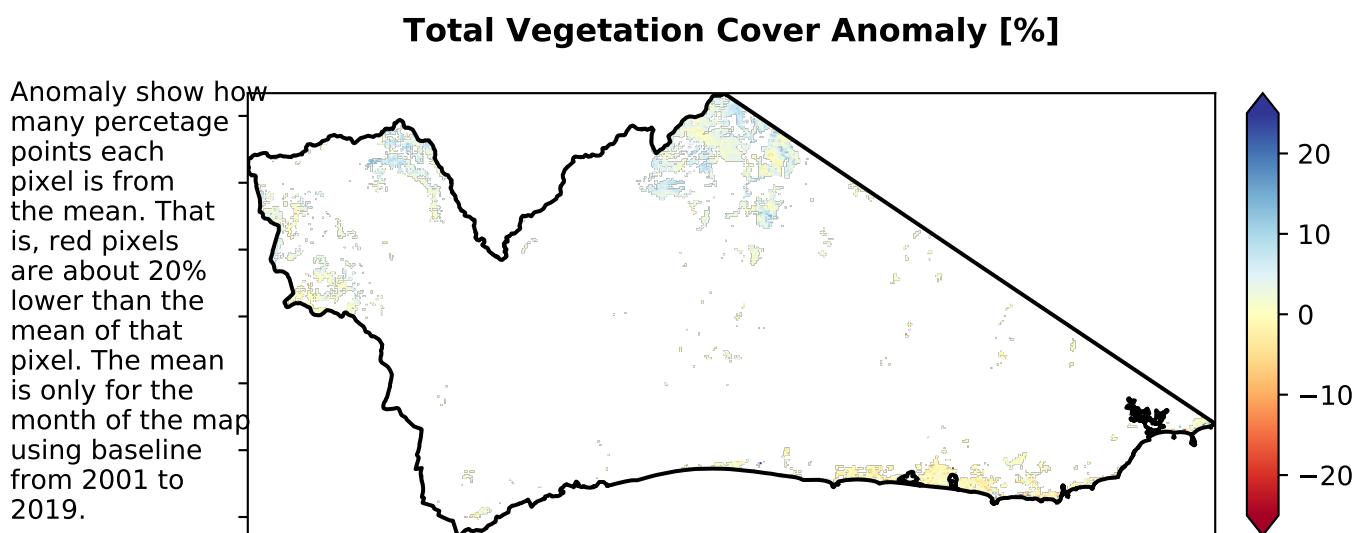 Total Vegetation Cover Anomaly [%]
Anomaly show how
many percetage
points each
pixel is from
the mean. That
is, red pixels
are about 20%
lower than the
mean of that
pixel. The mean
is only for the
month of the map
using baseline
from 2001 to
2019.
20
10
0
−10
−20